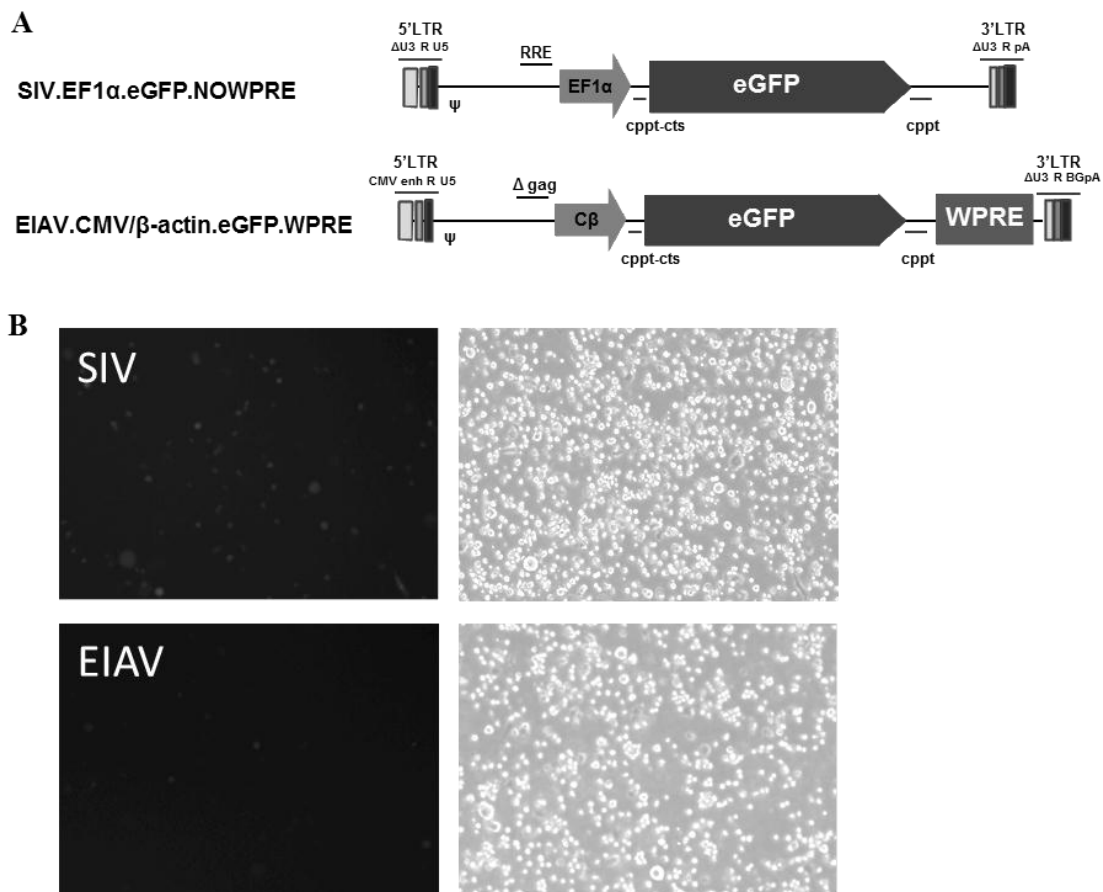 A
5'LTR
ΔU3 R U5
RRE
3'LTR
ΔU3 R pA
SIV.EF1α.eGFP.NOWPRE
EF1α
eGFP
ψ
cppt-cts
cppt
5'LTR
CMV enh R U5
Δ gag
3'LTR
ΔU3 R BGpA
EIAV.CMV/β-actin.eGFP.WPRE
Cβ
eGFP
WPRE
ψ
cppt-cts
cppt
B
SIV
EIAV